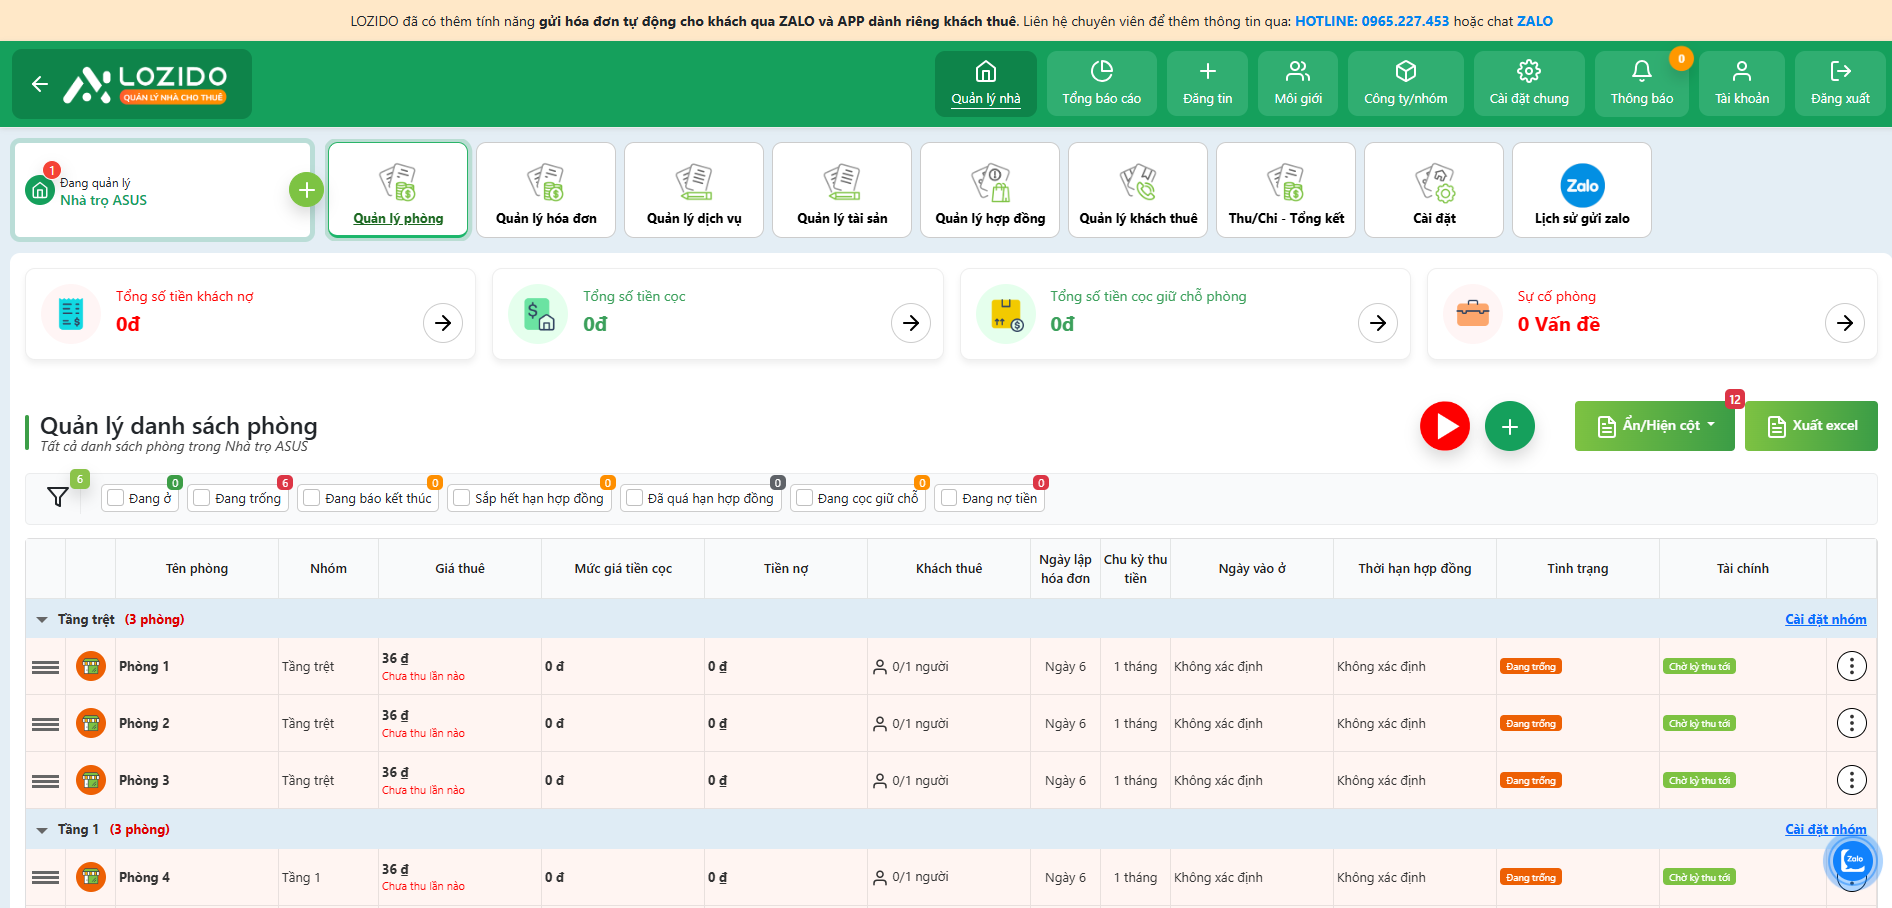 LOZIDO đã có thêm tính năng gửi hóa đơn tự động cho khách qua ZALO và APP dành riêng khách thuê. Liên hệ chuyên viên để thêm thông tin qua: HOTLINE: 0965.227.453 hoặc chat ZALO
LOZIDO
QUẢN LÝ NHÀ CHO THUÊ
Quản lý nhà
Tổng báo cáo
Đăng tin
Môi giới
Công ty/nhóm
Cài đặt chung
0
Thông báo
Tài khoản
Đăng xuất
1
Đang quản lý
Nhà trọ ASUS
Quản lý phòng
Quản lý hóa đơn
Quản lý dịch vụ
Quản lý tài sản
Quản lý hợp đồng
Quản lý khách thuê
Thu/Chi - Tổng kết
Cài đặt
Zalo
Lịch sử gửi zalo
Tổng số tiền khách nợ
0đ
Tổng số tiền cọc
0đ
Tổng số tiền cọc giữ chỗ phòng
0đ
Sự cố phòng
0 Vấn đề
Quản lý danh sách phòng
Tất cả danh sách phòng trong Nhà trọ ASUS
12
Ẩn/Hiện cột
Xuất excel
6
Đang ở 0
Đang trống 6
Đang báo kết thúc 0
Sắp hết hạn hợp đồng 0
Đã quá hạn hợp đồng 0
Đang cọc giữ chỗ 0
Đang nợ tiền 0
Tên phòng Nhóm Giá thuê Mức giá tiền cọc Tiền nợ Khách thuê Ngày lập hóa đơn Chu kỳ thu tiền Ngày vào ở Thời hạn hợp đồng Tình trạng Tài chính
Tầng trệt (3 phòng) Cài đặt nhóm
Phòng 1 Tầng trệt 36 ₫ 0 đ 0 ₫ 0/1 người Ngày 6 1 tháng Không xác định Không xác định Đang trống Chờ kỳ thu tới
Chưa thu lần nào
Phòng 2 Tầng trệt 36 ₫ 0 đ 0 ₫ 0/1 người Ngày 6 1 tháng Không xác định Không xác định Đang trống Chờ kỳ thu tới
Chưa thu lần nào
Phòng 3 Tầng trệt 36 ₫ 0 đ 0 ₫ 0/1 người Ngày 6 1 tháng Không xác định Không xác định Đang trống Chờ kỳ thu tới
Chưa thu lần nào
Tầng 1 (3 phòng) Cài đặt nhóm
Phòng 4 Tầng 1 36 ₫ 0 đ 0 ₫ 0/1 người Ngày 6 1 tháng Không xác định Không xác định Đang trống Chờ kỳ thu tới
Chưa thu lần nào
Zalo